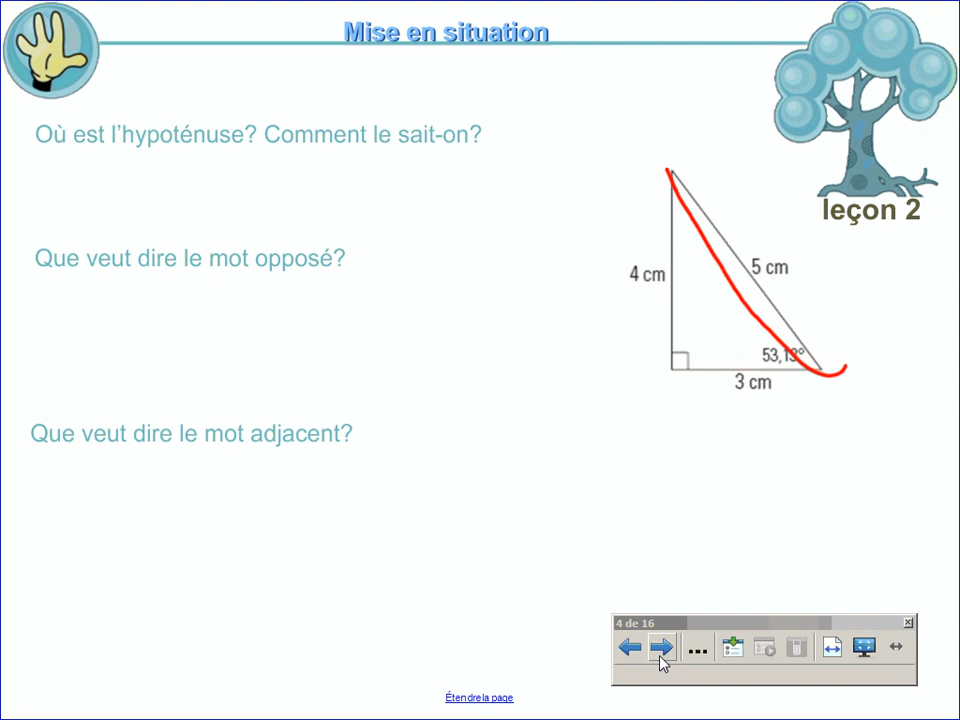 Mise en situation
Où est l'hypoténuse? Comment le sait-on?
leçon 2
Que veut dire le mot opposé?
4 cm
5 cm
53,13°
3 cm
Que veut dire le mot adjacent?
4 de 16
Étendre la page